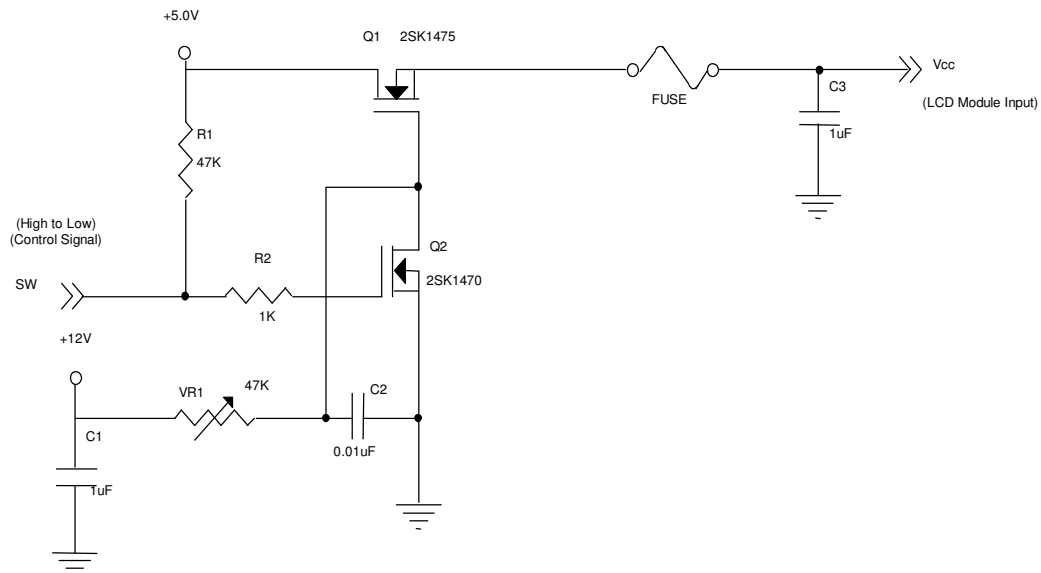 +5.0V
Q1 2SK1475
Vcc
(LCD Module Input)
FUSE
C3
1uF
R1
47K
(High to Low)
(Control Signal)
SW
R2
1K
Q2
2SK1470
+12V
VR1
47K
C2
0.01uF
C1
1uF